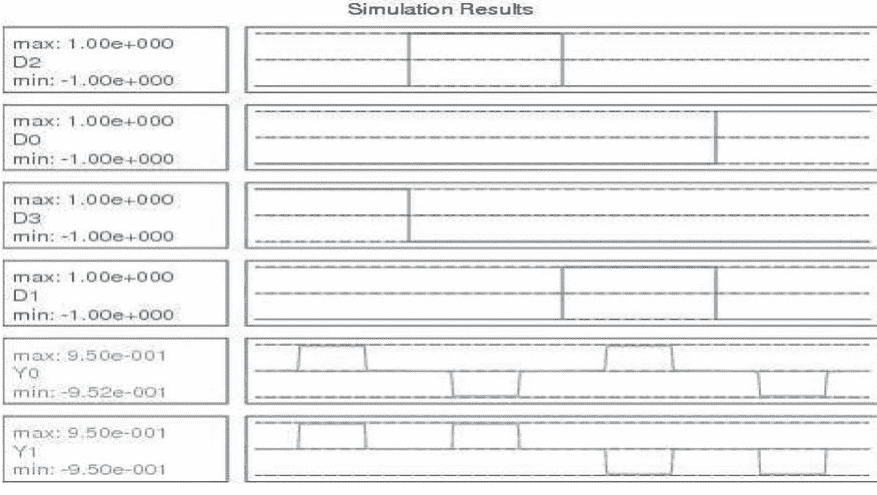 Simulation Results
max: 1.00e+000
D2
min: -1.00e+000
max: 1.00e+000
D0
min: -1.00e+000
max: 1.00e+000
D3
min: -1.00e+000
max: 1.00e+000
D1
min: -1.00e+000
max: 9.50e-001
Y0
min: -9.52e-001
max: 9.50e-001
Y1
min: -9.50e-001